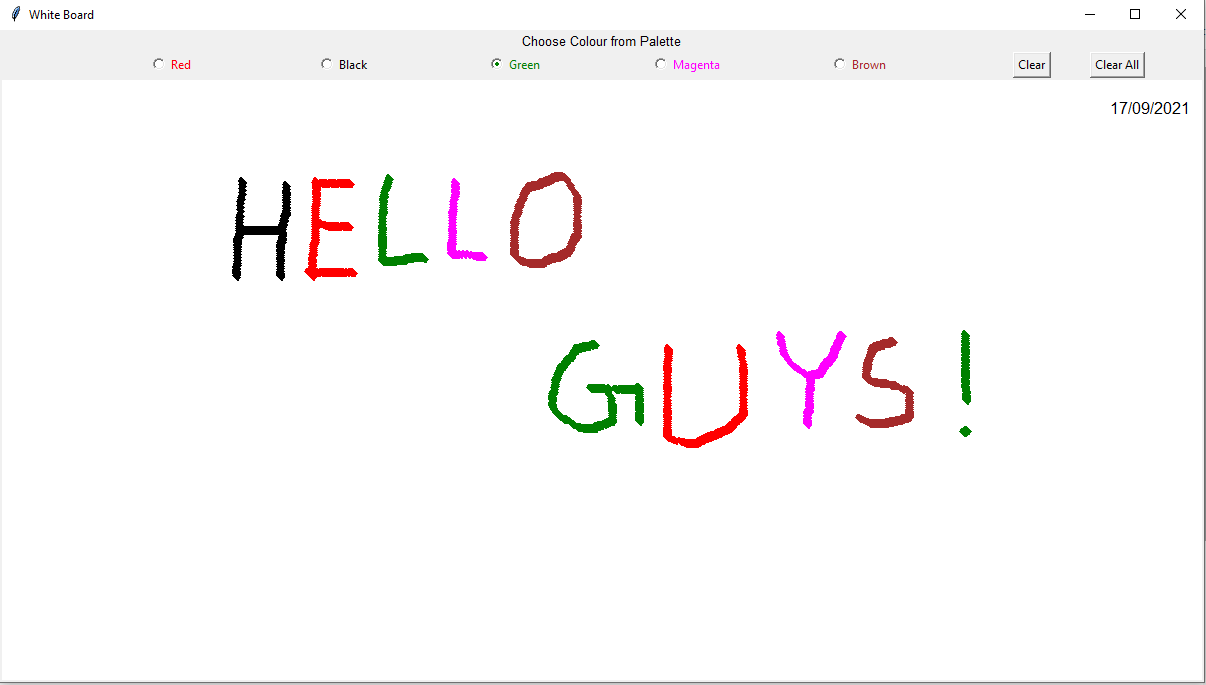 White Board
Choose Colour from Palette
Red Black Green Magenta Brown Clear Clear All
17/09/2021
HELLO
GUYS!